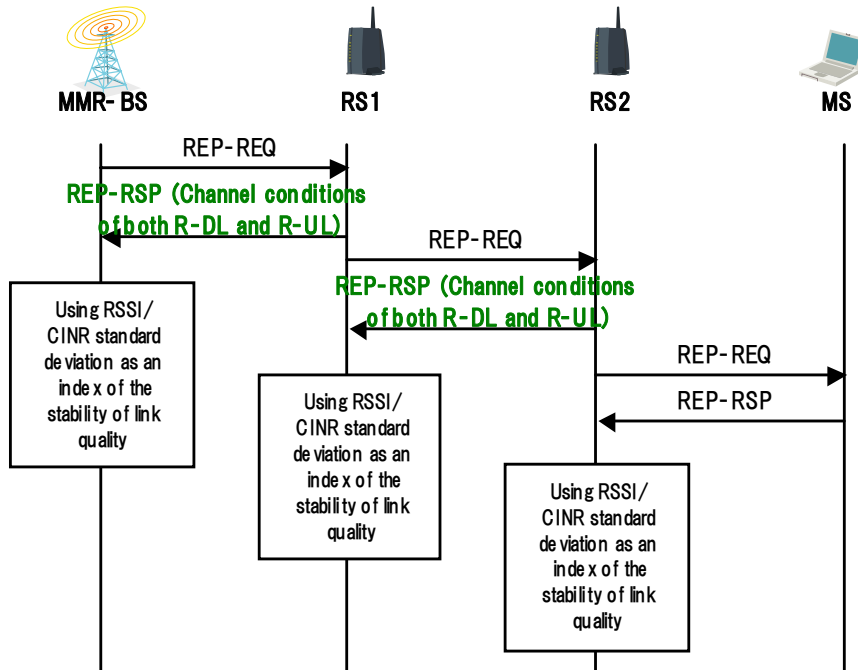 MMR-BS
RS1
RS2
MS
REP-REQ
REP-RSP (Channel conditions
of both R-DL and R-UL)
REP-REQ
REP-RSP (Channel conditions
of both R-DL and R-UL)
REP-REQ
REP-RSP
Using RSSI/
CINR standard
deviation as an
index of the
stability of link
quality
Using RSSI/
CINR standard
deviation as an
index of the
stability of link
quality
Using RSSI/
CINR standard
deviation as an
index of the
stability of link
quality